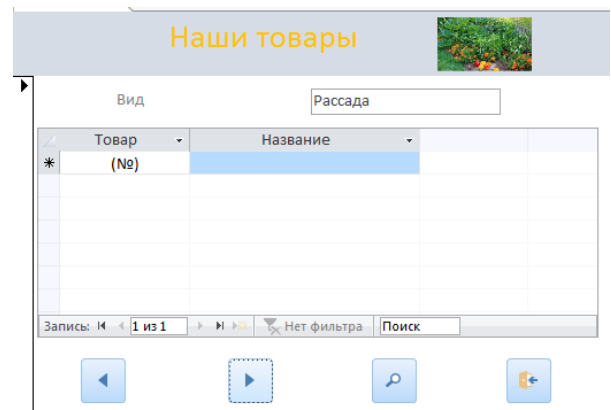 Наши товары
Вид Рассада
Товар Название
(№)
Запись: 1 из 1 Нет фильтра Поиск